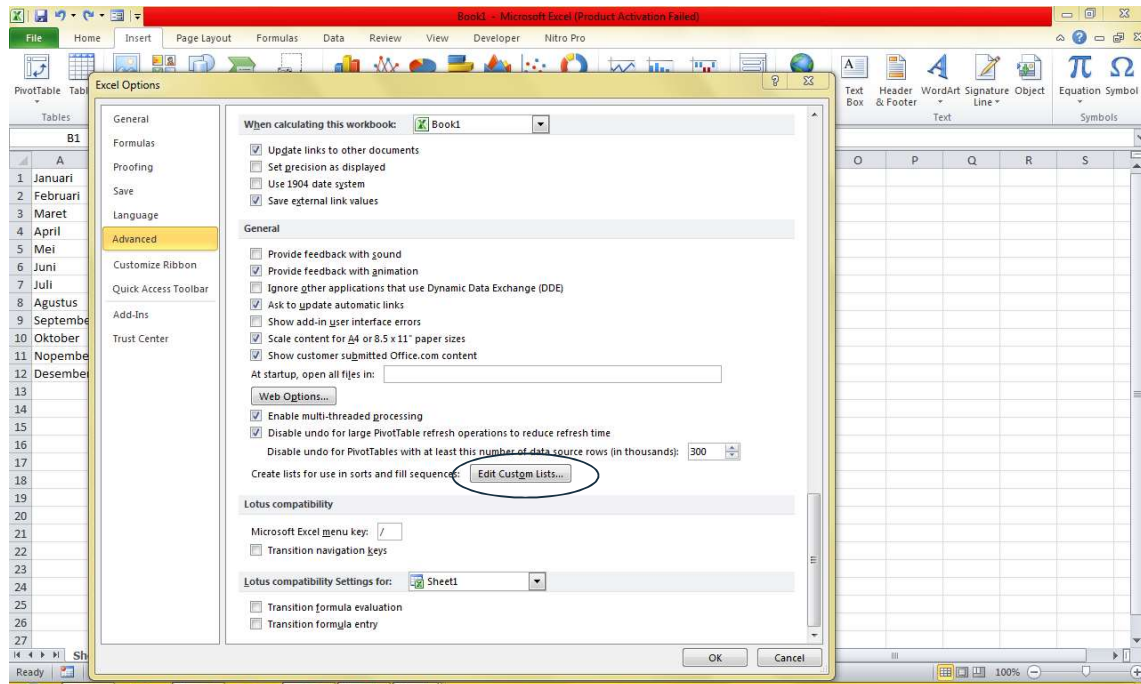 Book1 - Microsoft Excel (Product Activation Failed)
File Home Insert Page Layout Formulas Data Review View Developer Nitro Pro
PivotTable
Text Box Header & Footer WordArt Signature Line Object Equation Symbol
Tables Text Symbols
Excel Options
B1
O P Q R S
A
1 Januari
2 Februari
3 Maret
4 April
5 Mei
6 Juni
7 Juli
8 Agustus
9 Septembe
10 Oktober
11 Nopembe
12 Desember
13
14
15
16
17
18
19
20
21
22
23
24
25
26
27
General
Formulas
Proofing
Save
Language
Advanced
Customize Ribbon
Quick Access Toolbar
Add-Ins
Trust Center
When calculating this workbook: Book1
Update links to other documents
Set precision as displayed
Use 1904 date system
Save external link values
General
Provide feedback with sound
Provide feedback with animation
Ignore other applications that use Dynamic Data Exchange (DDE)
Ask to update automatic links
Show add-in user interface errors
Scale content for A4 or 8.5 x 11" paper sizes
Show customer submitted Office.com content
At startup, open all files in:
Web Options...
Enable multi-threaded processing
Disable undo for large PivotTable refresh operations to reduce refresh time
Disable undo for PivotTables with at least this number of data source rows (in thousands): 300
Create lists for use in sorts and fill sequences: Edit Custom Lists...
Lotus compatibility
Microsoft Excel menu key: /
Transition navigation keys
Lotus compatibility Settings for: Sheet1
Transition formula evaluation
Transition formula entry
OK Cancel
Ready 100%